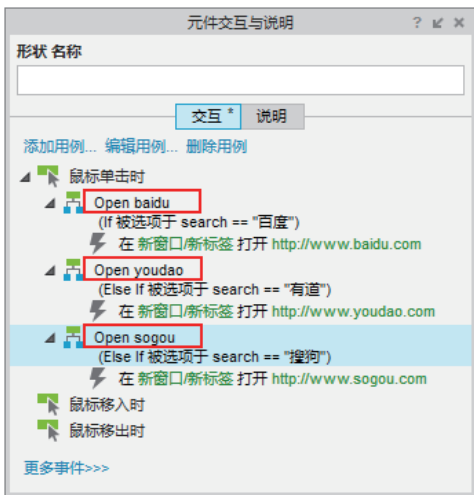 元件交互与说明
形状 名称
交互 * 说明
添加用例... 编辑用例... 删除用例
鼠标单击时
Open baidu
(If 被选项于 search == "百度")
在 新窗口/新标签 打开 http://www.baidu.com
Open youdao
(Else If 被选项于 search == "有道")
在 新窗口/新标签 打开 http://www.youdao.com
Open sogou
(Else If 被选项于 search == "搜狗")
在 新窗口/新标签 打开 http://www.sogou.com
鼠标移入时
鼠标移出时
更多事件>>>